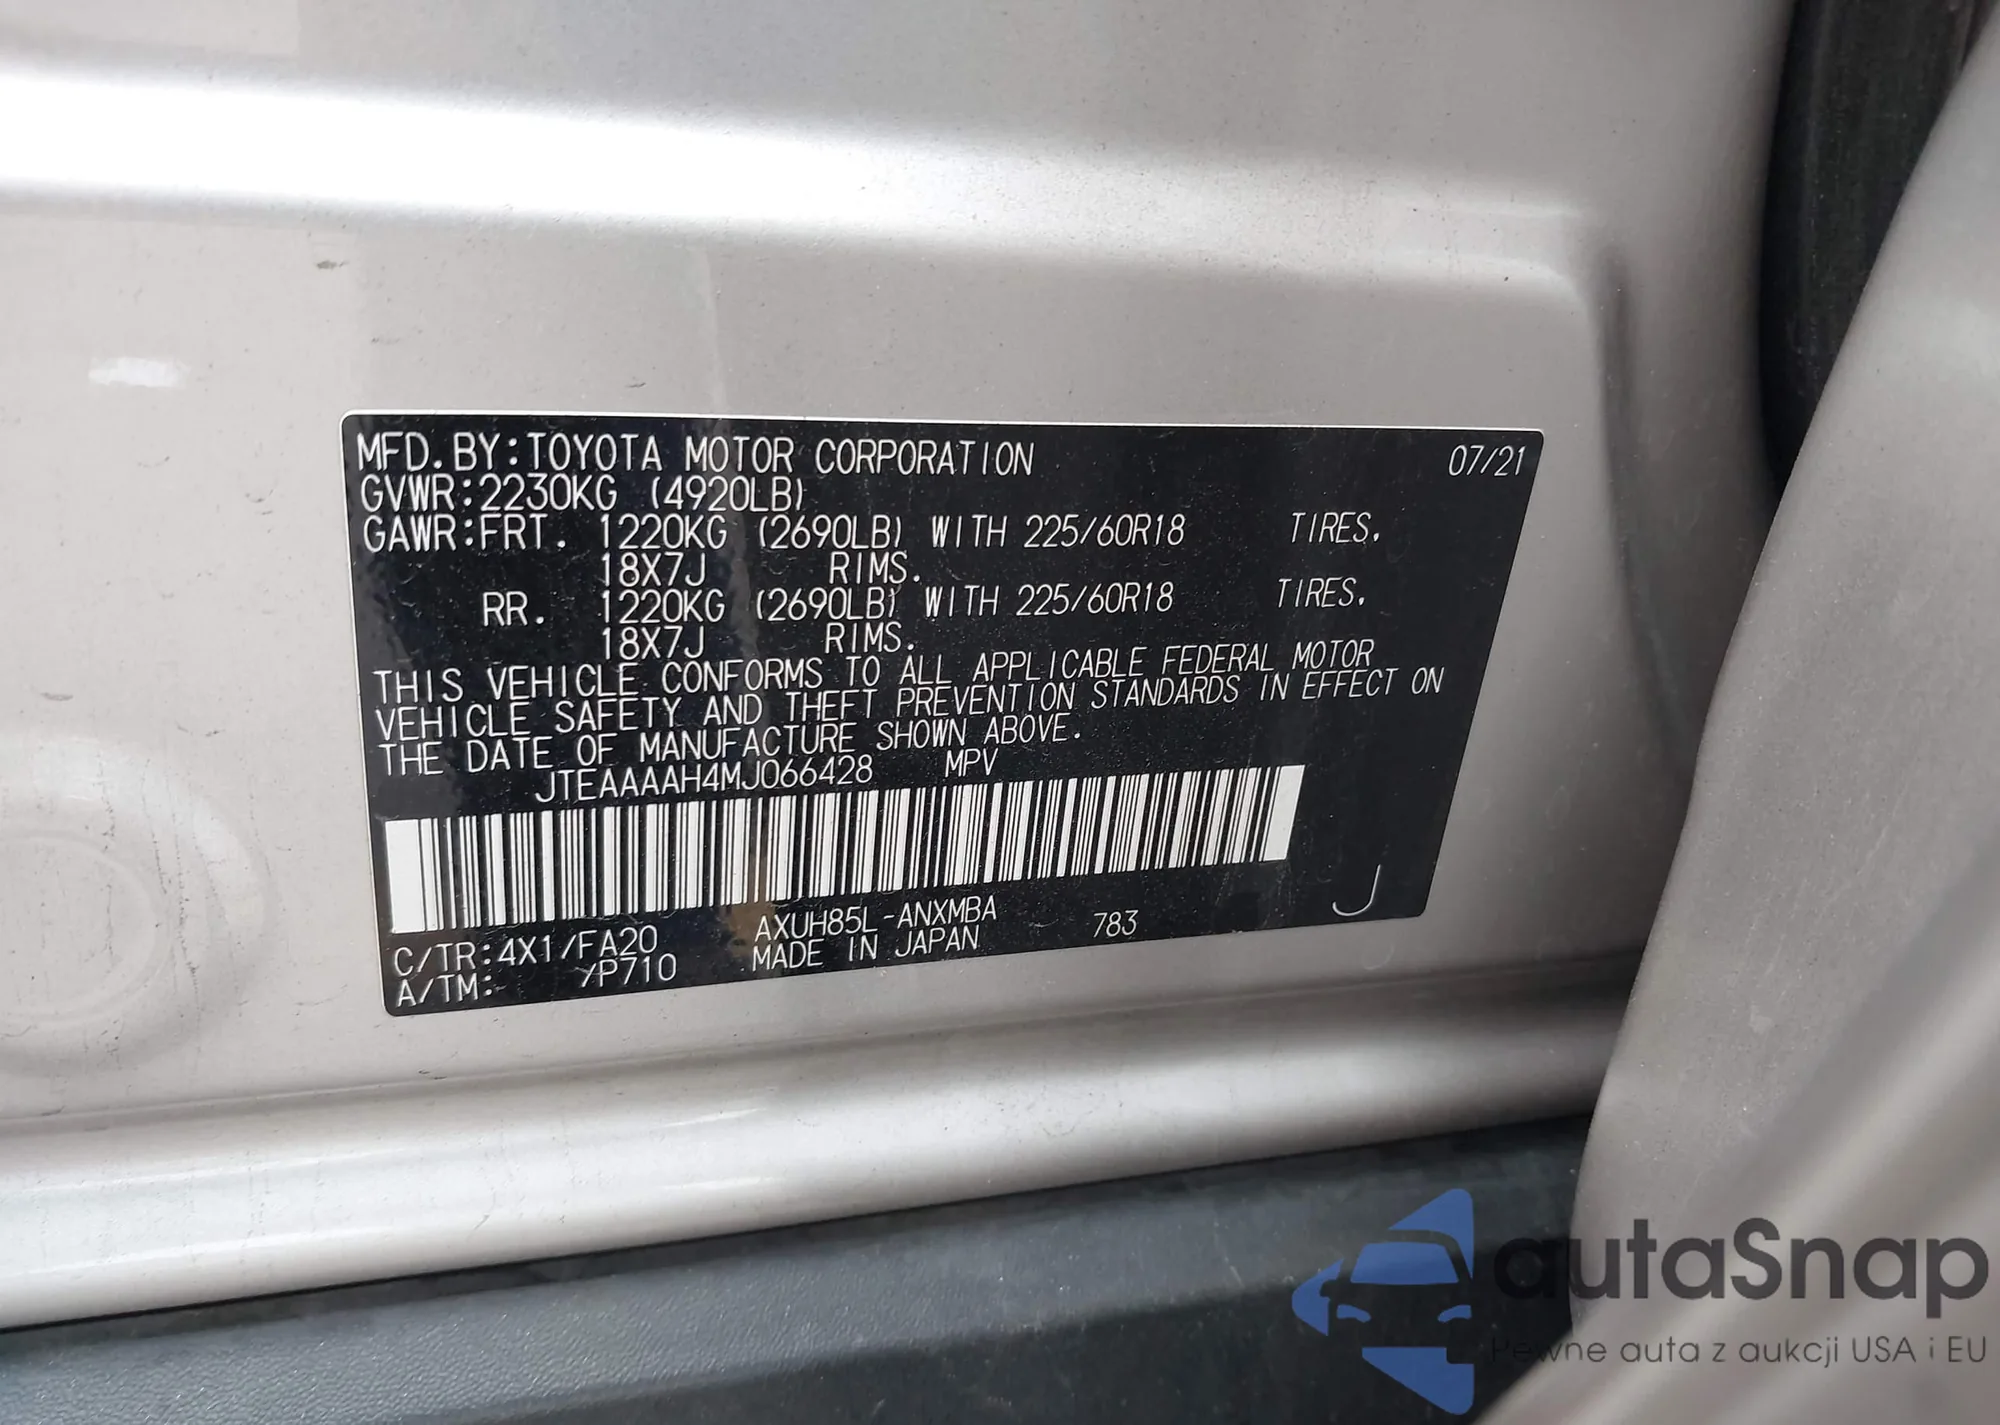 MFD.BY:TOYOTA MOTOR CORPORATION 07/21
GVWR:2230KG (4920LB)
GAWR:FRT. 1220KG (2690LB) WITH 225/60R18 TIRES.
18X7J RIMS.
RR. 1220KG (2690LB) WITH 225/60R18 TIRES.
18X7J RIMS.
THIS VEHICLE CONFORMS TO ALL APPLICABLE FEDERAL MOTOR
VEHICLE SAFETY AND THEFT PREVENTION STANDARDS IN EFFECT ON
THE DATE OF MANUFACTURE SHOWN ABOVE.
JTEAAAAH4MJ066428 MPV
C/TR:4X1/FA20 AXUH85L-ANXMBA 783 J
A/TM: /P710 MADE IN JAPAN
autaSnap
Pewne auta z aukcji USA i EU